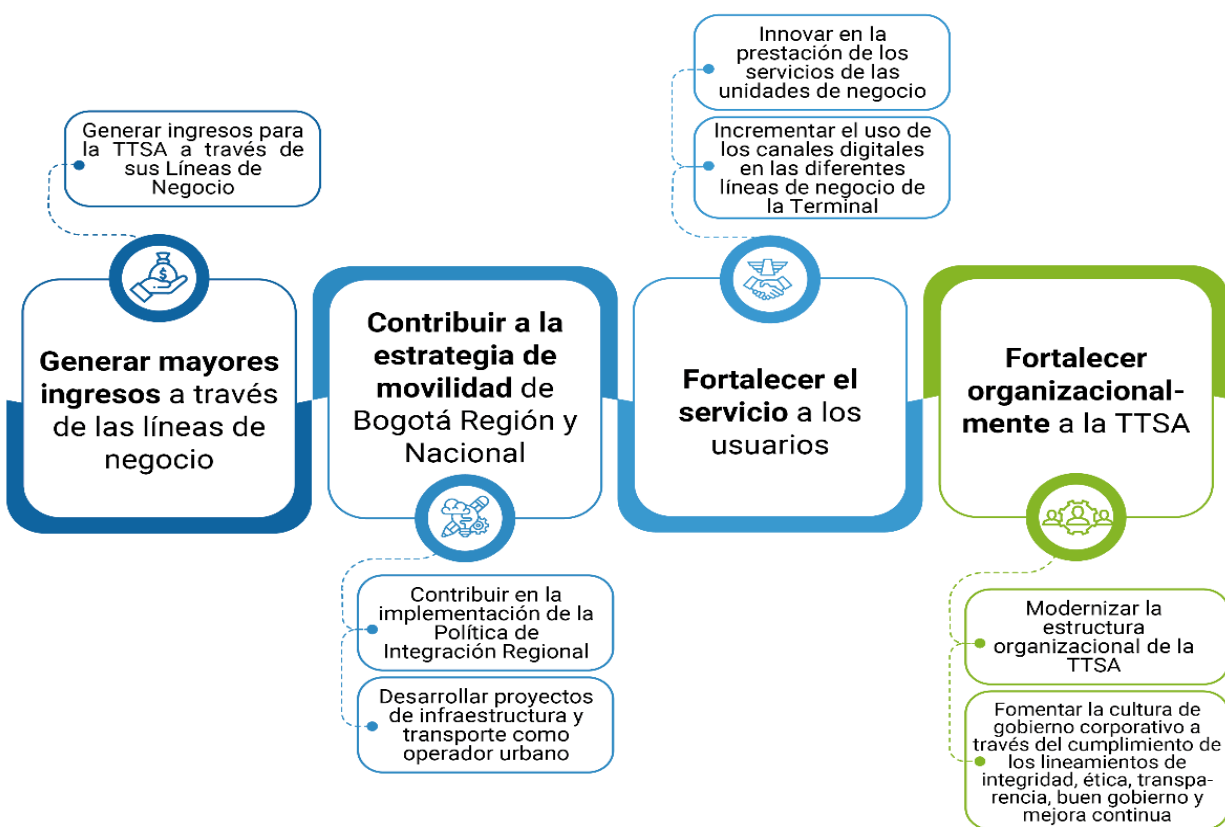 Generar ingresos para
la TTSA a través de
sus Líneas de
Negocio
$
Generar mayores
ingresos a través
de las líneas de
negocio
Contribuir a la
estrategia de
movilidad de
Bogotá Región y
Nacional
Contribuir en la
implementación de la
Política de
Integración Regional
Desarrollar proyectos
de infraestructura y
transporte como
operador urbano
Innovar en la
prestación de los
servicios de las
unidades de negocio
Incrementar el uso de
los canales digitales
en las diferentes
líneas de negocio de
la Terminal
Fortalecer el
servicio a los
usuarios
Fortalecer
organizacional-
mente a la TTSA
Modernizar la
estructura
organizacional de la
TTSA
Fomentar la cultura de
gobierno corporativo a
través del cumplimiento de
los lineamientos de
integridad, ética, transpa-
rencia, buen gobierno y
mejora continua